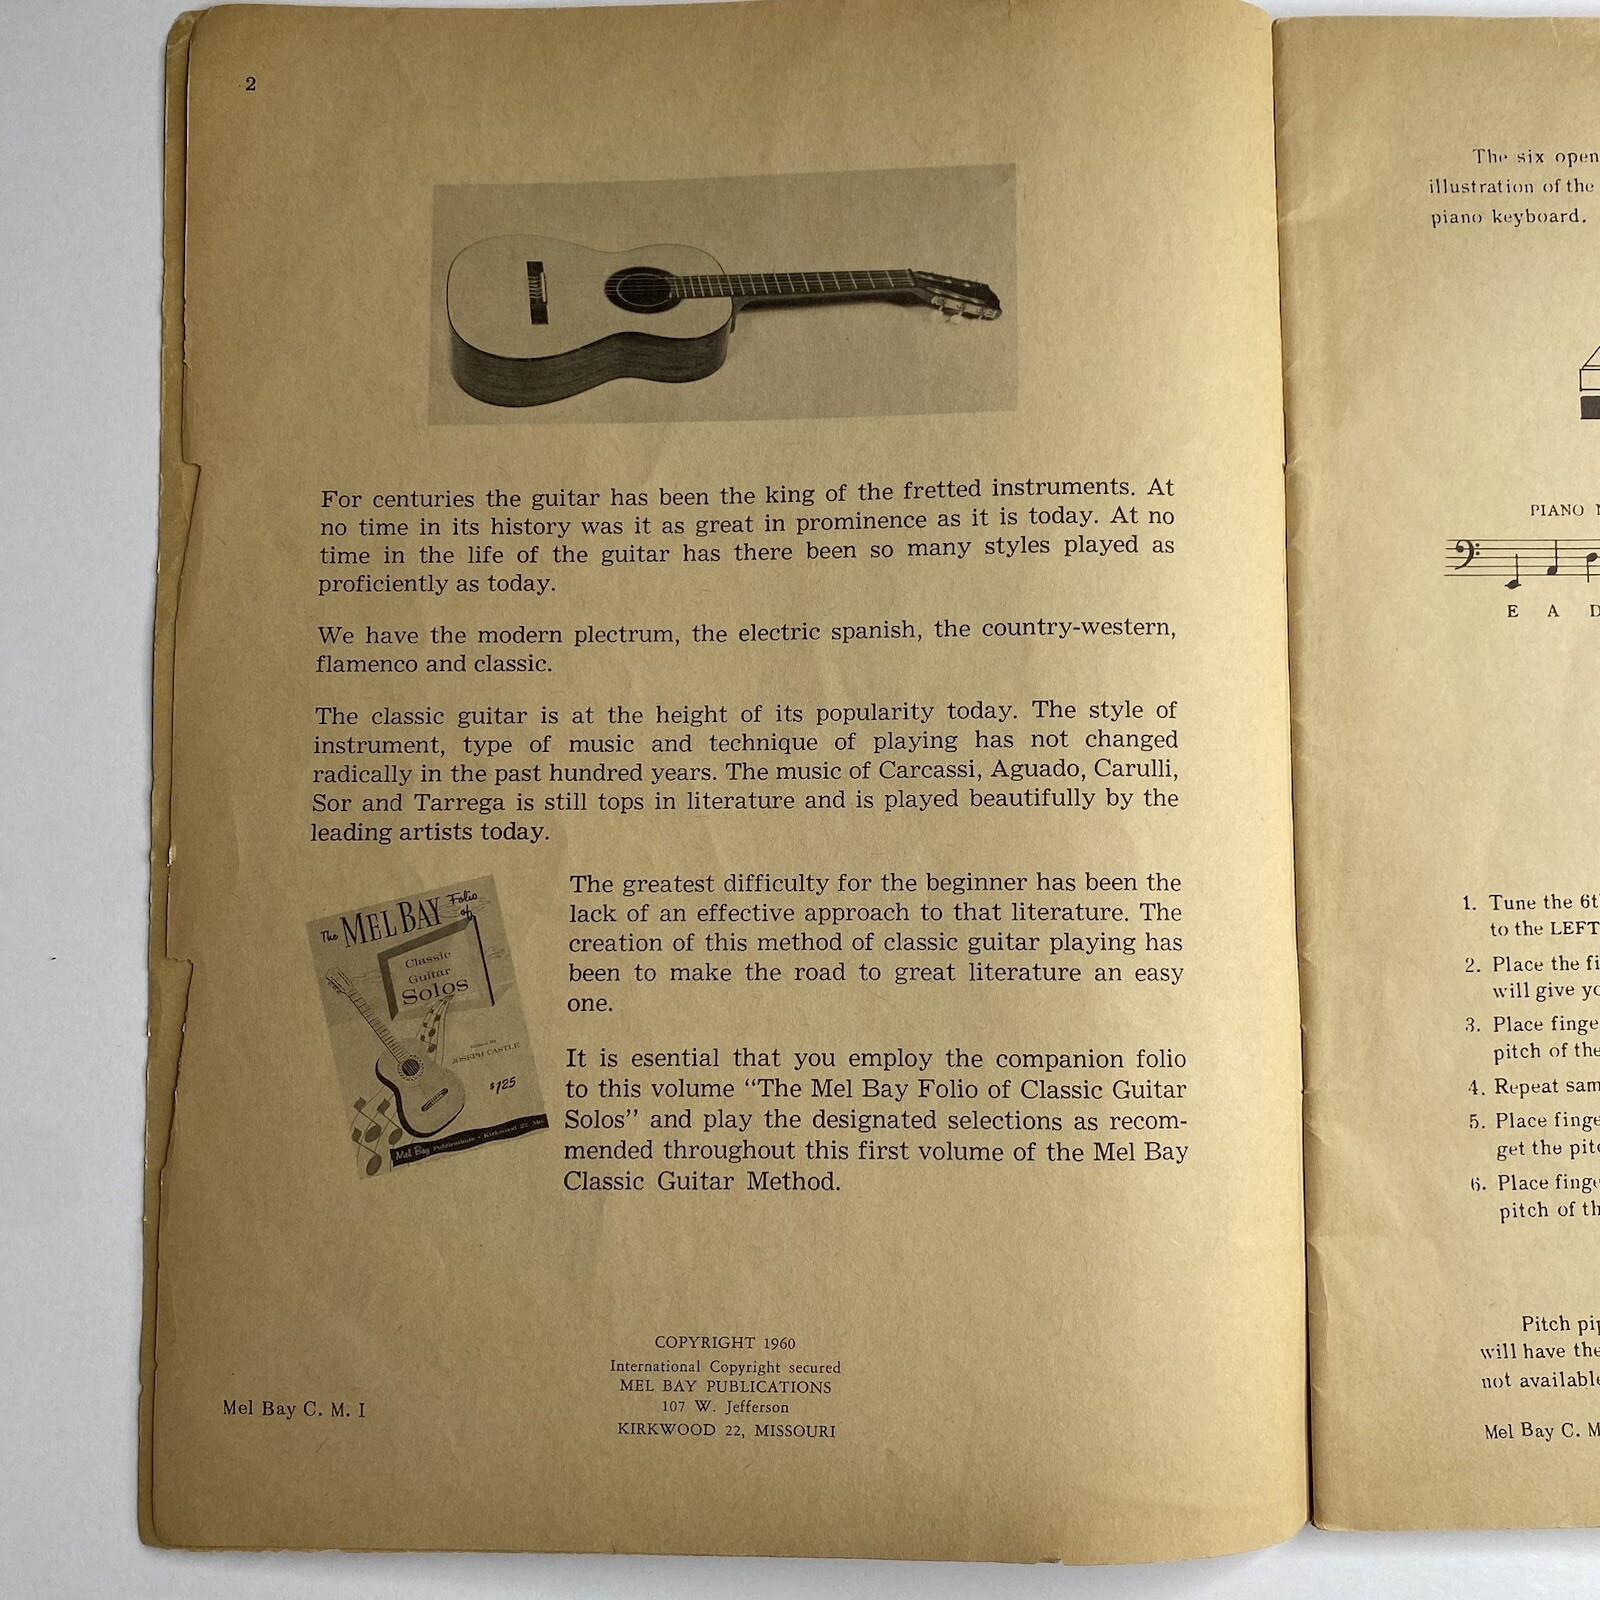 2
For centuries the guitar has been the king of the fretted instruments. At
no time in its history was it as great in prominence as it is today. At no
time in the life of the guitar has there been so many styles played as
proficiently as today.
We have the modern plectrum, the electric spanish, the country-western,
flamenco and classic.
The classic guitar is at the height of its popularity today. The style of
instrument, type of music and technique of playing has not changed
radically in the past hundred years. The music of Carcassi, Aguado, Carulli,
Sor and Tarrega is still tops in literature and is played beautifully by the
leading artists today.
The MEL BAY Folio of
Classic
Guitar
Solos
JOSEPH CASTLE
$1.25
Mel Bay Publications • Kirkwood 22, Mo.
The greatest difficulty for the beginner has been the
lack of an effective approach to that literature. The
creation of this method of classic guitar playing has
been to make the road to great literature an easy
one.
It is esential that you employ the companion folio
to this volume “The Mel Bay Folio of Classic Guitar
Solos” and play the designated selections as recom-
mended throughout this first volume of the Mel Bay
Classic Guitar Method.
COPYRIGHT 1960
International Copyright secured
MEL BAY PUBLICATIONS
107 W. Jefferson
KIRKWOOD 22, MISSOURI
Mel Bay C. M. I
The six open
illustration of the
piano keyboard.
PIANO
E A D
1. Tune the
to the LEFT
2. Place the
will give
3. Place
pitch of the
4. Repeat
5. Place
get the
6. Place
pitch of
Pitch
will have the
not
Mel Bay C.